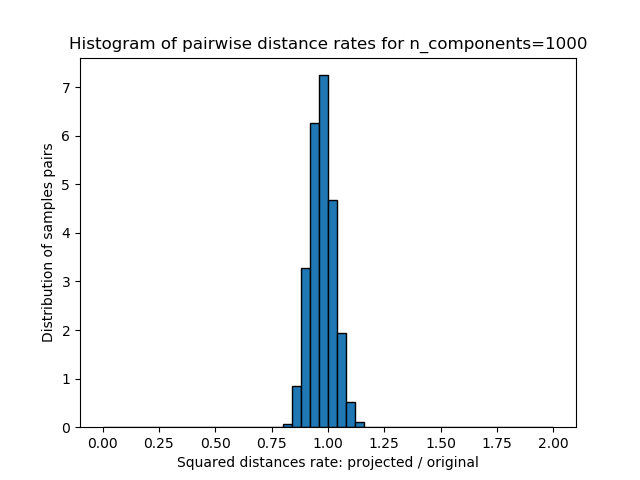 Histogram of pairwise distance rates for n_components=1000
Distribution of samples pairs
7
6
5
4
3
2
1
0
0.00 0.25 0.50 0.75 1.00 1.25 1.50 1.75 2.00
Squared distances rate: projected / original